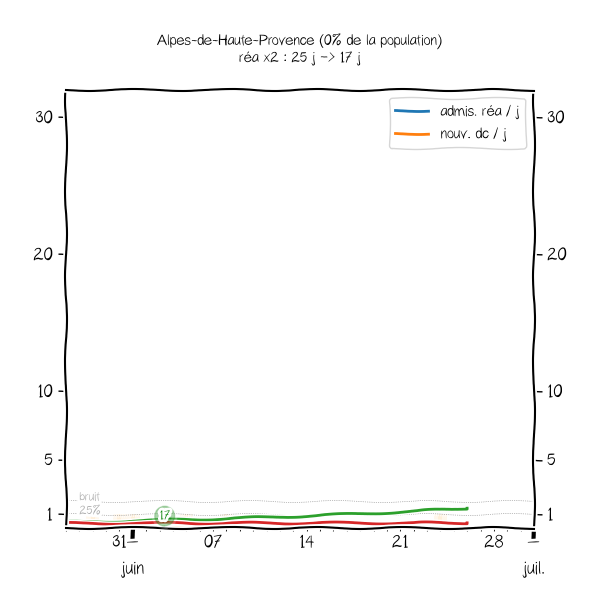 Alpes-de-Haute-Provence (0% de la population)
réa x2 : 25 j -> 17 j
admis. réa / j
nouv. dc / j
30 30
20 20
10 10
5 5
bruit
25%
1 17 1
31 07 14 21 28
juin juil.